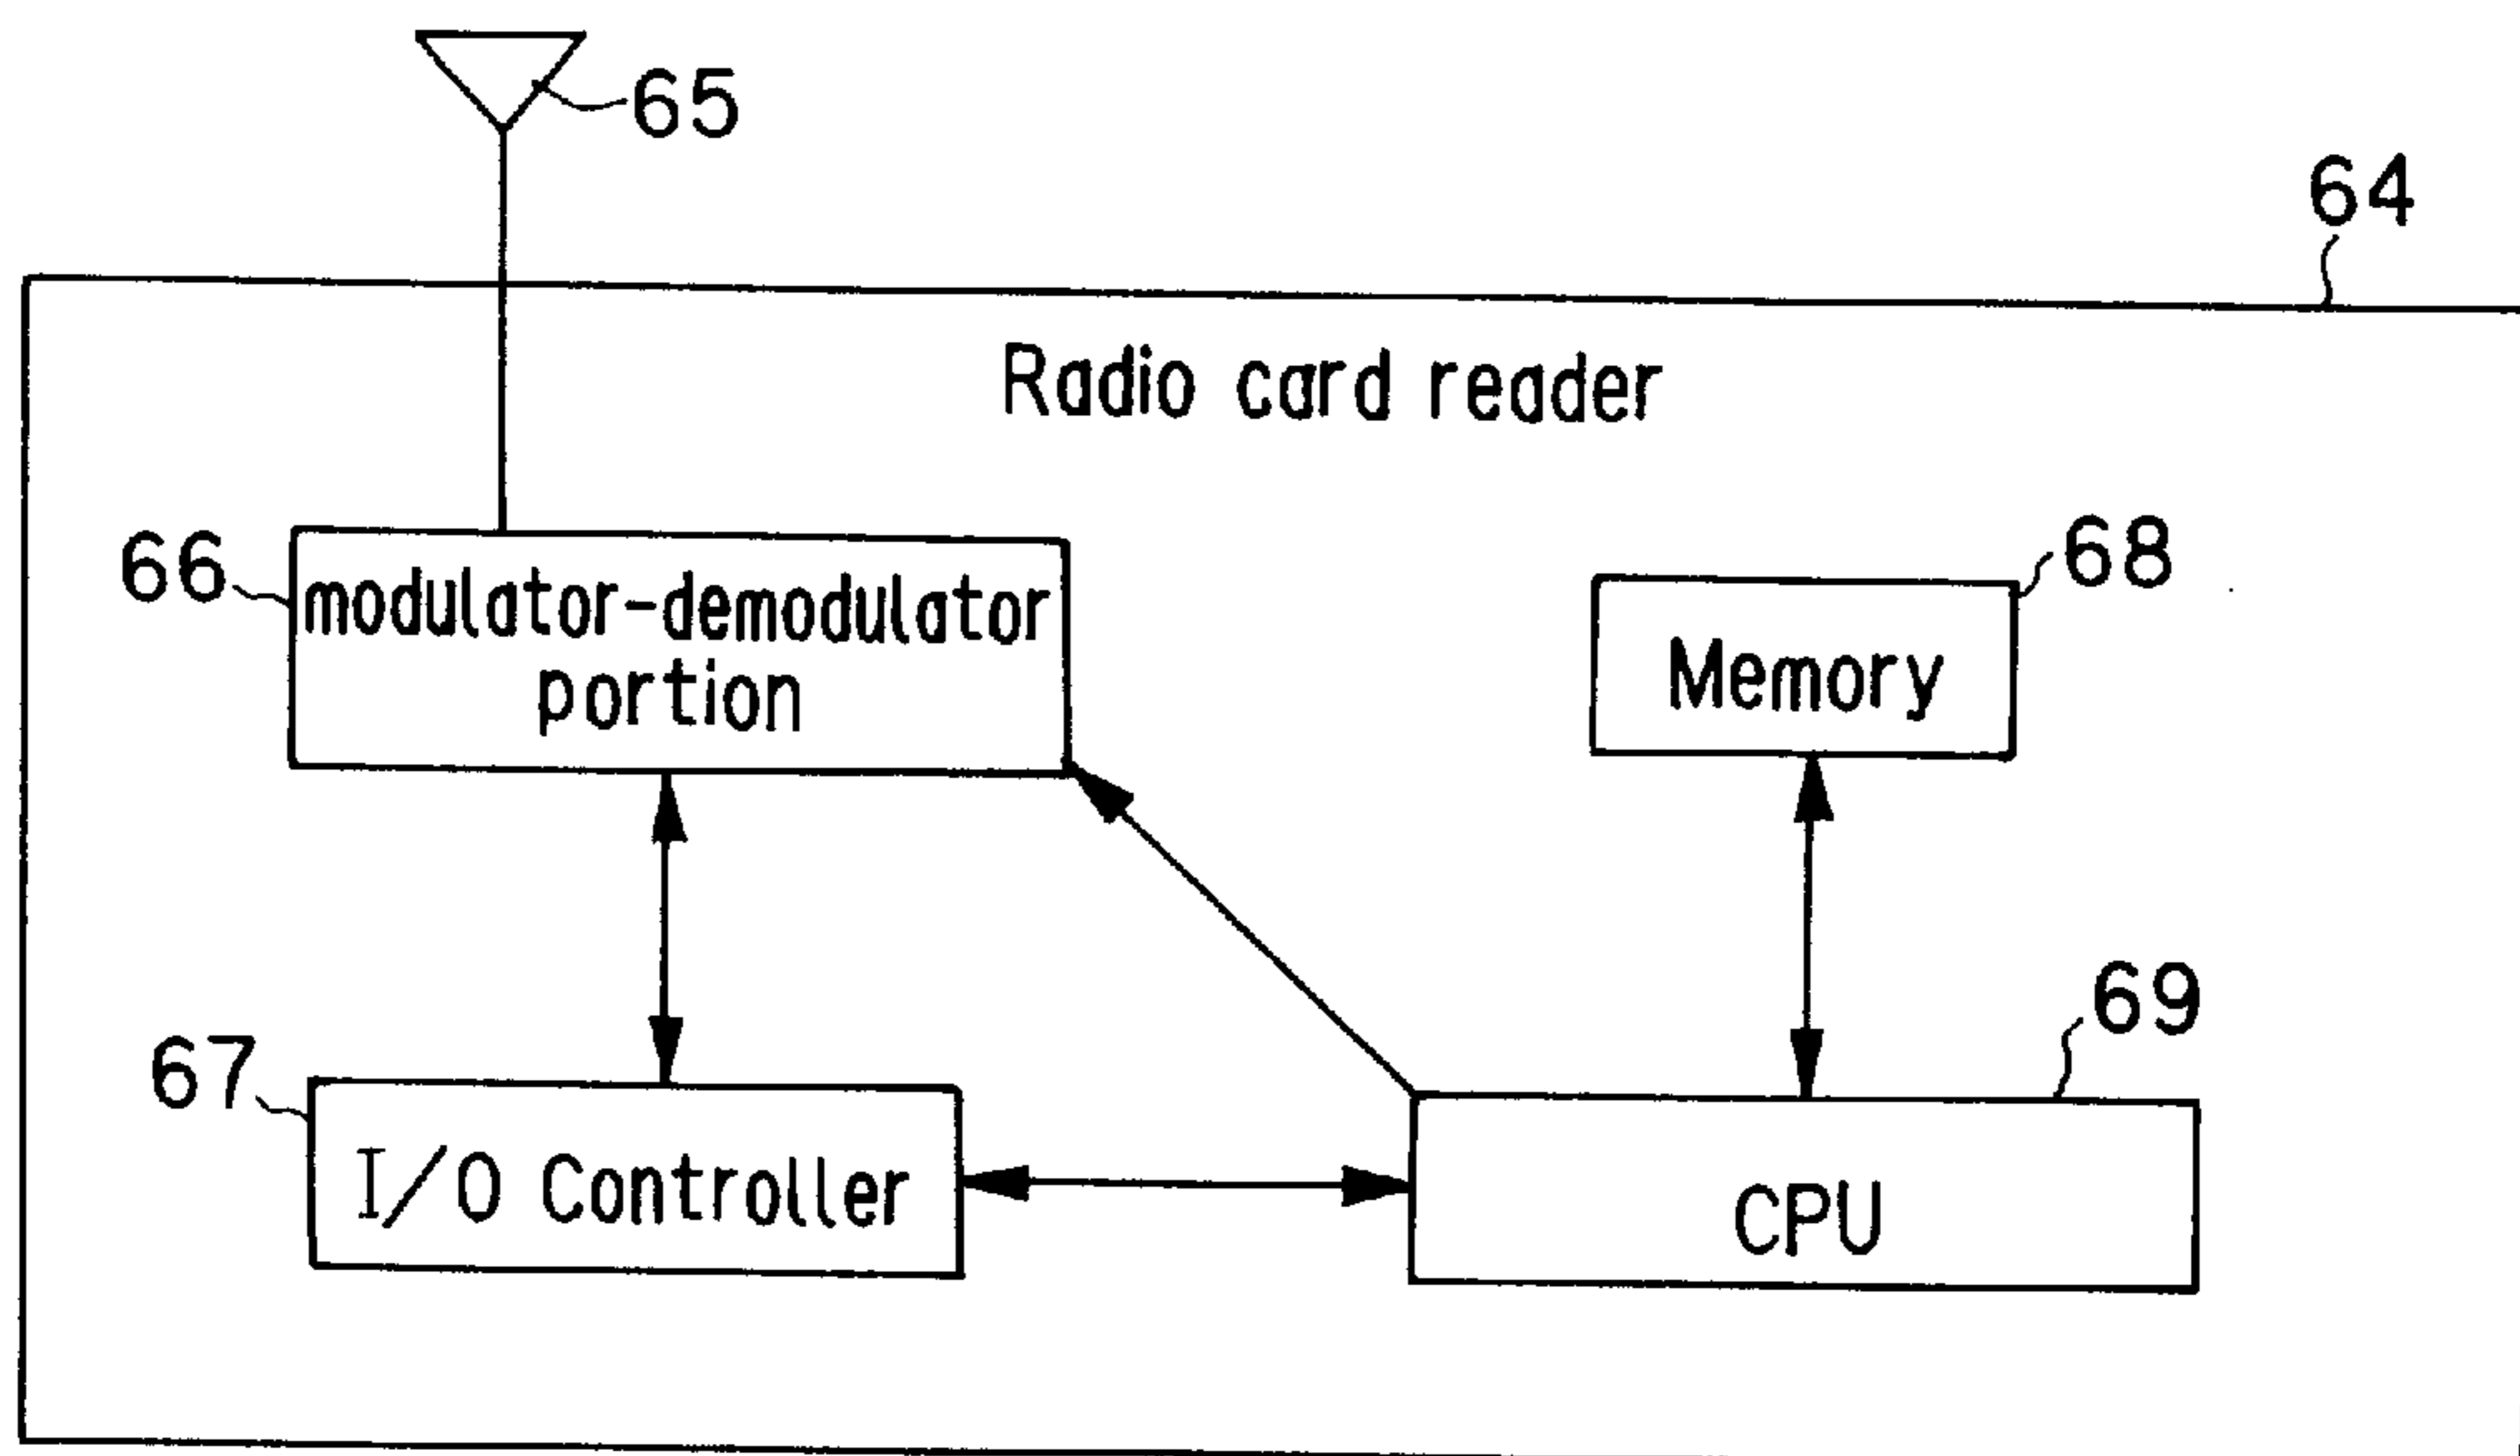 65
64
Radio card reader
66
modulator-demodulator
portion
68
Memory
67
I/O Controller
69
CPU